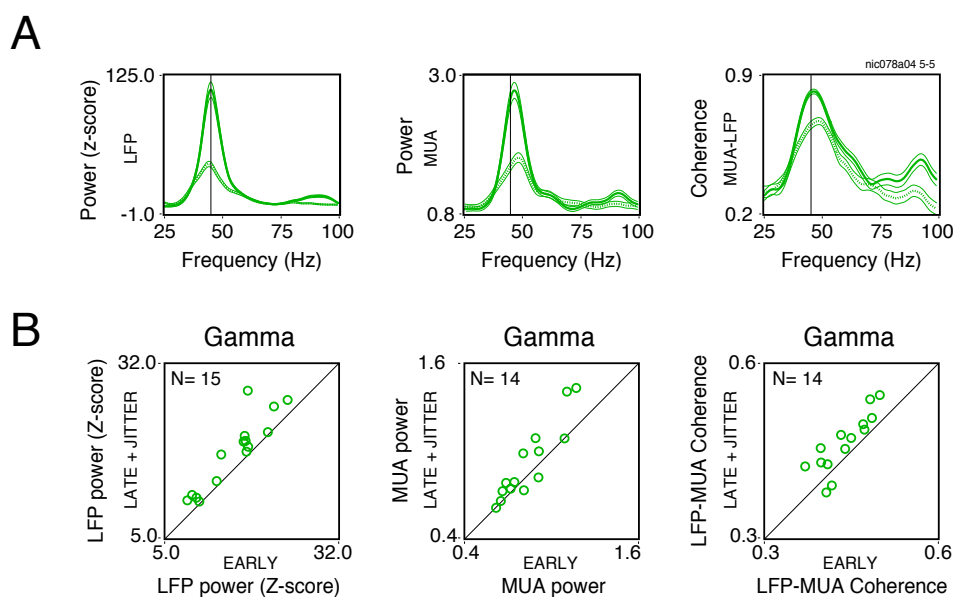 A
nic078a04 5-5
Power (z-score)
LFP
125.0
-1.0
25 50 75 100
Frequency (Hz)
Power
MUA
3.0
0.8
25 50 75 100
Frequency (Hz)
Coherence
MUA-LFP
0.9
0.2
25 50 75 100
Frequency (Hz)
B
Gamma
N= 15
LFP power (Z-score)
LATE + JITTER
32.0
5.0
5.0 32.0
EARLY
LFP power (Z-score)
Gamma
N= 14
MUA power
LATE + JITTER
1.6
0.4
0.4 1.6
EARLY
MUA power
Gamma
N= 14
LFP-MUA Coherence
LATE + JITTER
0.6
0.3
0.3 0.6
EARLY
LFP-MUA Coherence